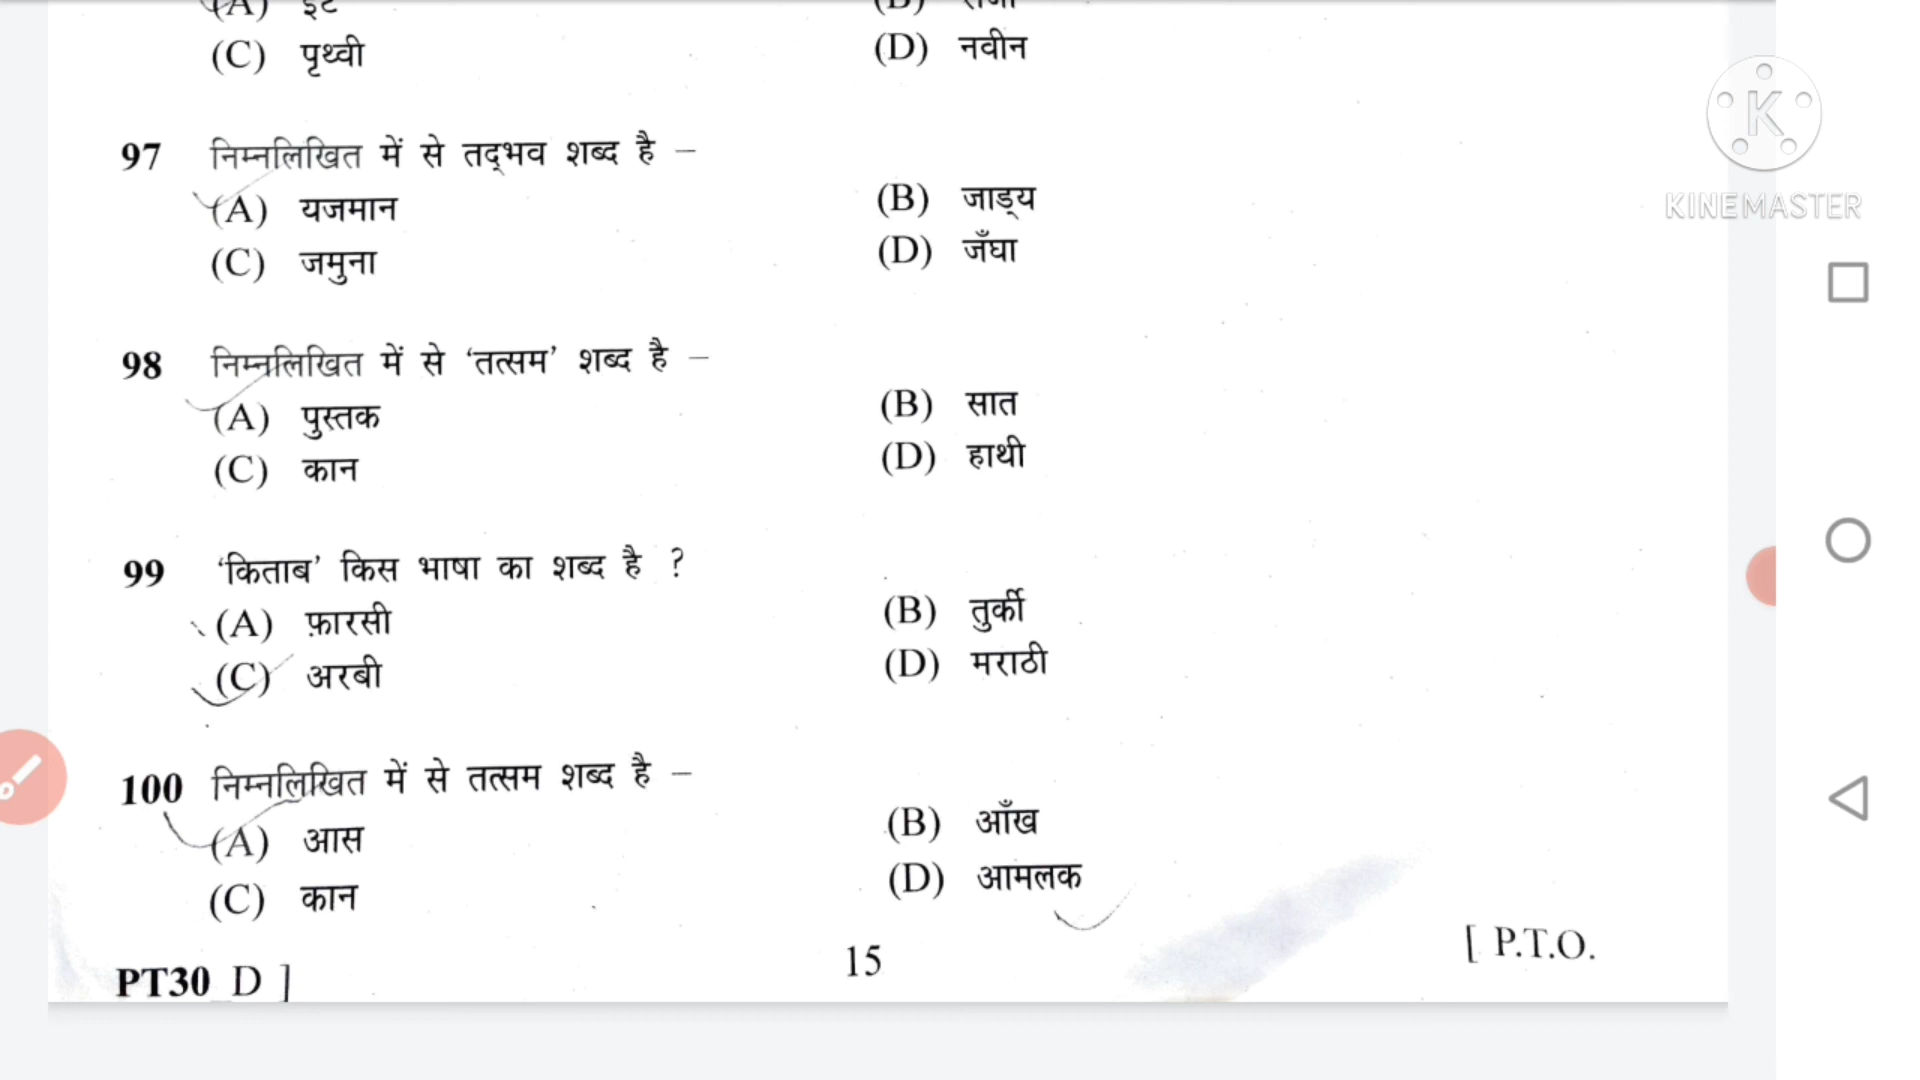 (C) पृथ्वी
(D) नवीन
97 निम्नलिखित में से तद्भव शब्द है –
(A) यजमान
(B) जाड्य
(C) जमुना
(D) जँघा
98 निम्नलिखित में से ‘तत्सम’ शब्द है –
(A) पुस्तक
(B) सात
(C) कान
(D) हाथी
99 ‘किताब’ किस भाषा का शब्द है ?
(A) फ़ारसी
(B) तुर्की
(C) अरबी
(D) मराठी
100 निम्नलिखित में से तत्सम शब्द है –
(A) आस
(B) आँख
(C) कान
(D) आमलक
PT30 D ]
15
[ P.T.O.
K
KINEMASTER